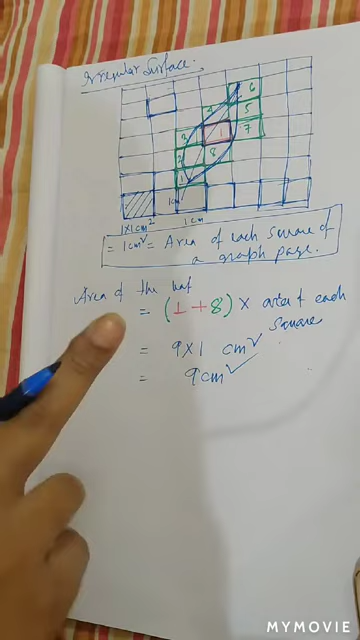 Irregular Surface.
6
4 5
3 1 7
2 8
1
1cm
1x1cm² 1cm
= 1cm² = Area of each square of
a graph page.
Area of the leaf
= (1 + 8) x area of each
square
= 9x1 cm²
= 9cm²
MYMOVIE